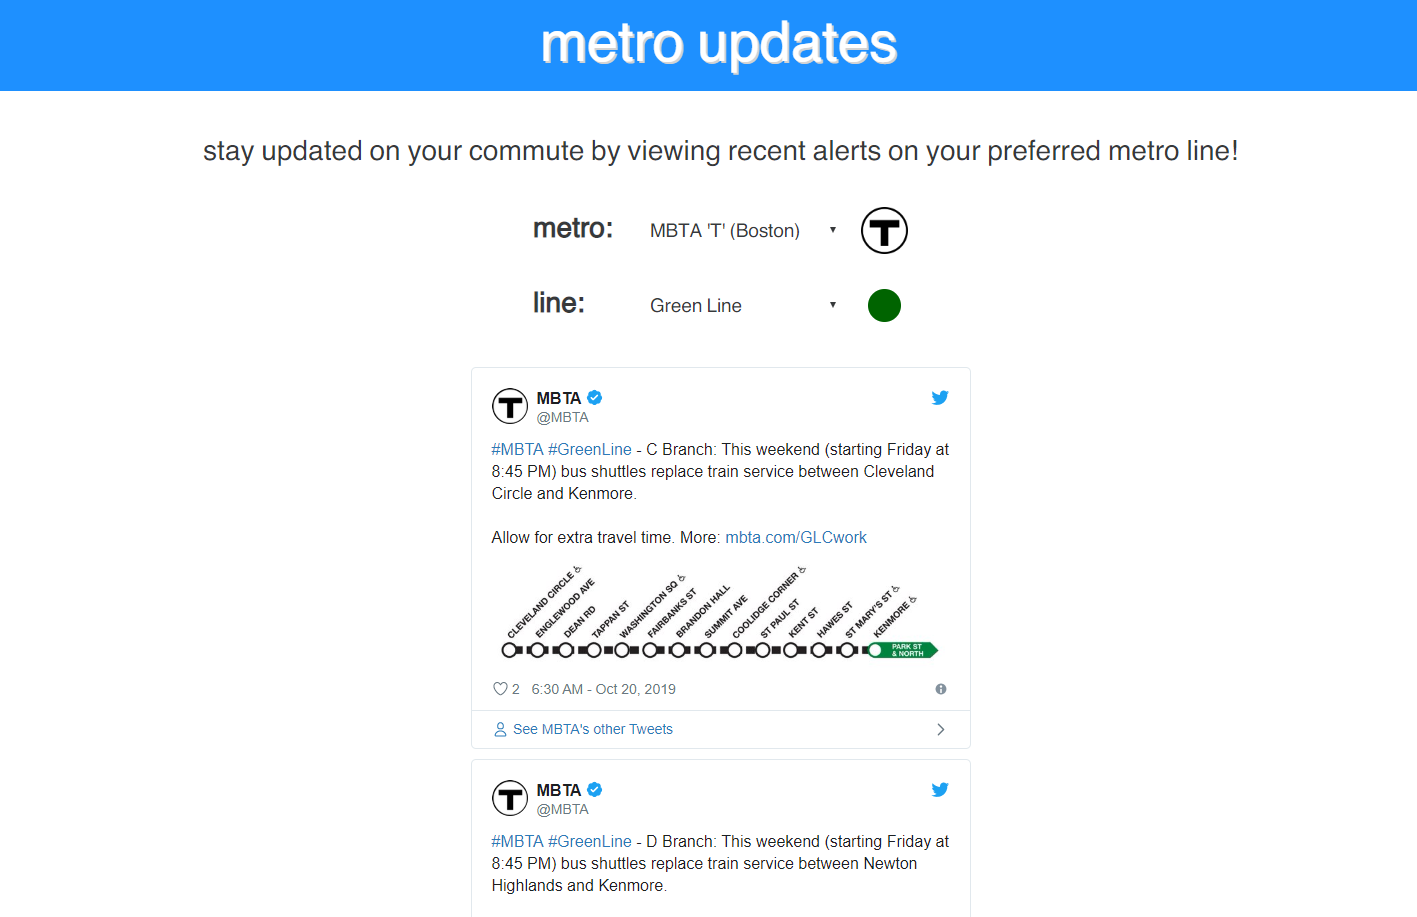 metro updates
stay updated on your commute by viewing recent alerts on your preferred metro line!
metro: MBTA 'T' (Boston) T
line: Green Line
T MBTA
@MBTA
#MBTA #GreenLine - C Branch: This weekend (starting Friday at
8:45 PM) bus shuttles replace train service between Cleveland
Circle and Kenmore.
Allow for extra travel time. More: mbta.com/GLCwork
CLEVELAND CIRCLE
ENGLEWOOD AVE
DEAN RD
TAPPAN ST
WASHINGTON SQ
FAIRBANKS ST
BRANDON HALL
SUMMIT AVE
COOLIDGE CORNER
ST PAUL ST
KENT ST
HAWES ST
ST MARY'S ST
KENMORE
PARK ST
& NORTH
2 6:30 AM - Oct 20, 2019
See MBTA's other Tweets
T MBTA
@MBTA
#MBTA #GreenLine - D Branch: This weekend (starting Friday at
8:45 PM) bus shuttles replace train service between Newton
Highlands and Kenmore.